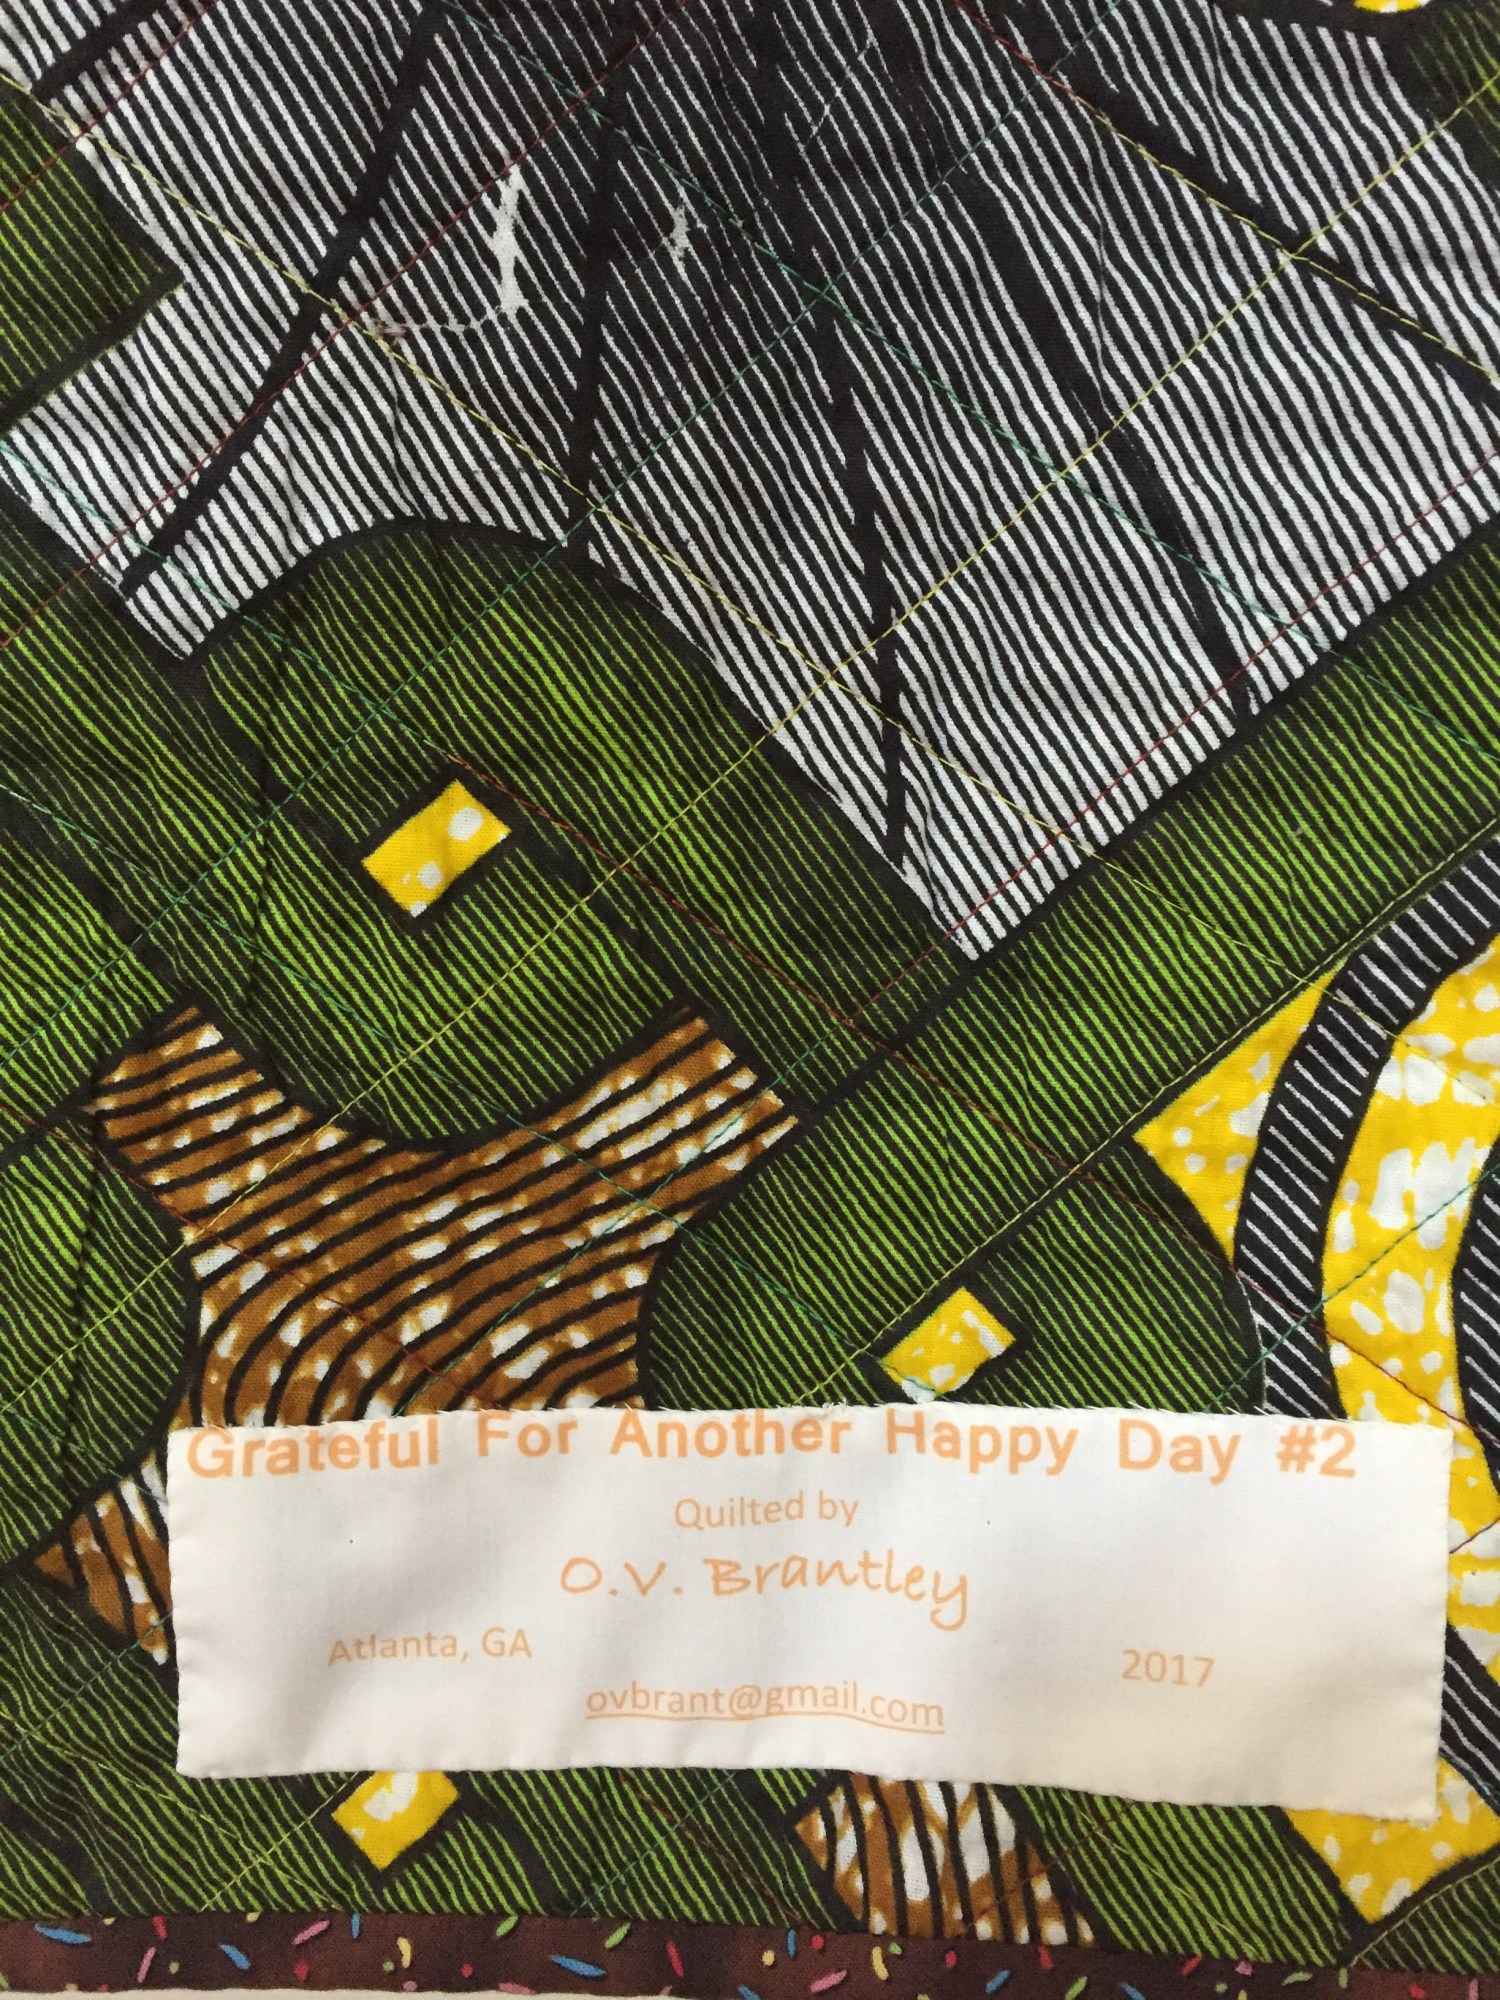 Grateful For Another Happy Day #2
Quilted by
O.V. Brantley
Atlanta, GA 2017
ovbrant@gmail.com